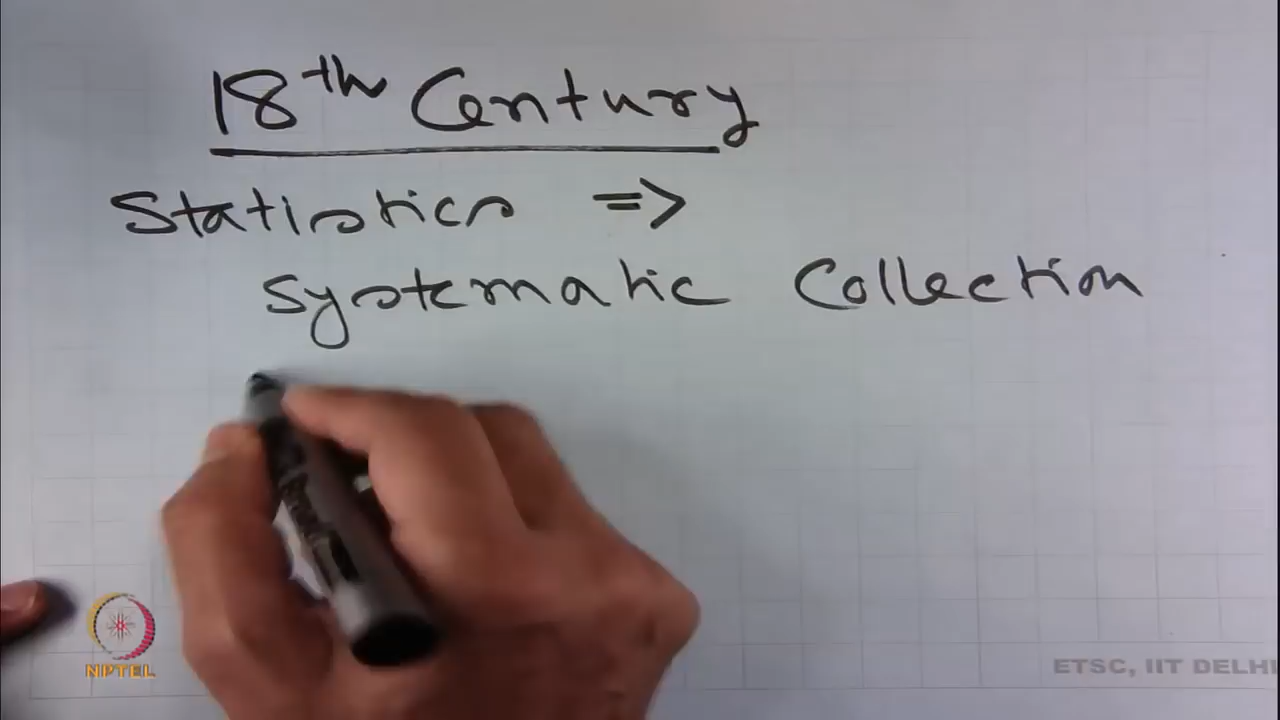 18th Century
Statistics =>
Systematic Collection
NPTEL
ETSC, IIT DELHI